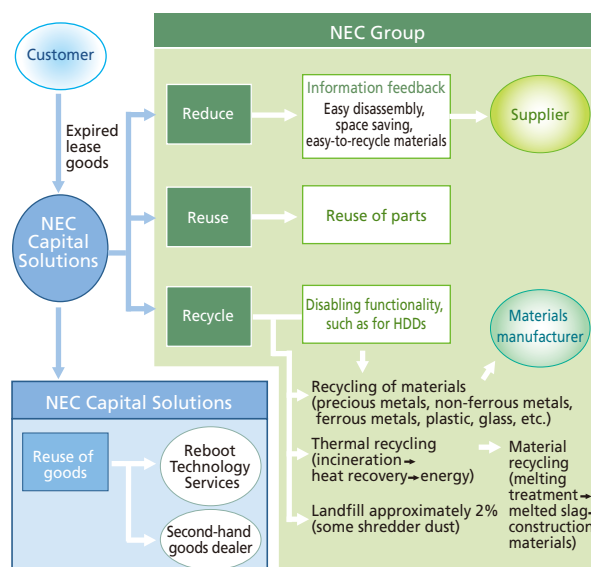 NEC Group
Customer
Expired
lease
goods
NEC
Capital
Solutions
Reduce
Information feedback
Easy disassembly,
space saving,
easy-to-recycle materials
Supplier
Reuse
Reuse of parts
Recycle
Disabling functionality,
such as for HDDs
Materials
manufacturer
Recycling of materials
(precious metals, non-ferrous metals,
ferrous metals, plastic, glass, etc.)
Thermal recycling
(incineration→
heat recovery→energy)
Landfill approximately 2%
(some shredder dust)
Material
recycling
(melting
treatment→
melted slag→
construction
materials)
NEC Capital Solutions
Reuse of
goods
Reboot
Technology
Services
Second-hand
goods dealer